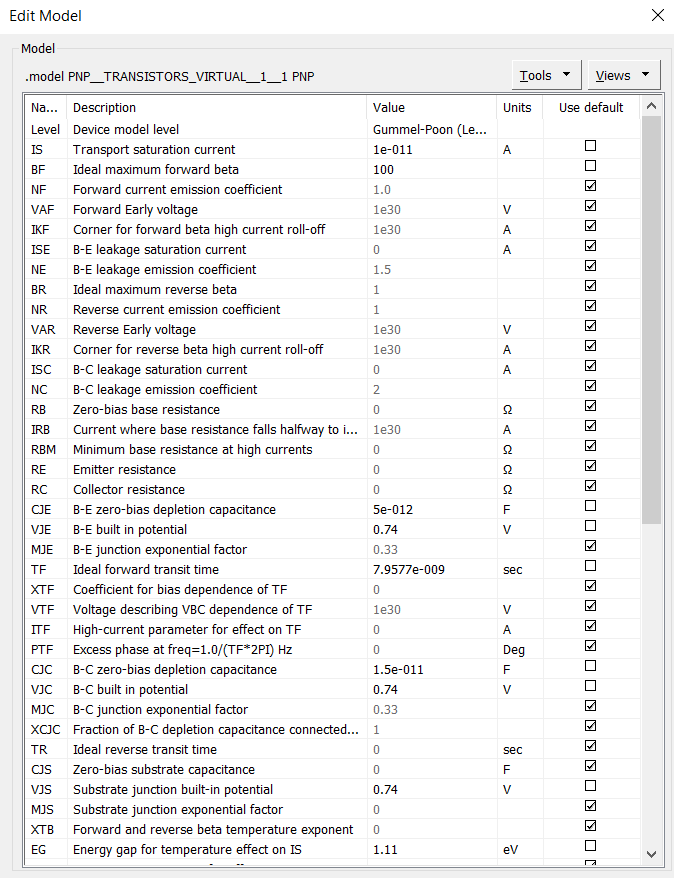 Edit Model
Model
.model PNP__TRANSISTORS_VIRTUAL__1__1 PNP
Tools
Views
Na... Description Value Units Use default
Level Device model level Gummel-Poon (Le...
IS Transport saturation current 1e-011 A
BF Ideal maximum forward beta 100
NF Forward current emission coefficient 1.0
VAF Forward Early voltage 1e30 V
IKF Corner for forward beta high current roll-off 1e30 A
ISE B-E leakage saturation current 0 A
NE B-E leakage emission coefficient 1.5
BR Ideal maximum reverse beta 1
NR Reverse current emission coefficient 1
VAR Reverse Early voltage 1e30 V
IKR Corner for reverse beta high current roll-off 1e30 A
ISC B-C leakage saturation current 0 A
NC B-C leakage emission coefficient 2
RB Zero-bias base resistance 0 Ω
IRB Current where base resistance falls halfway to i... 1e30 A
RBM Minimum base resistance at high currents 0 Ω
RE Emitter resistance 0 Ω
RC Collector resistance 0 Ω
CJE B-E zero-bias depletion capacitance 5e-012 F
VJE B-E built in potential 0.74 V
MJE B-E junction exponential factor 0.33
TF Ideal forward transit time 7.9577e-009 sec
XTF Coefficient for bias dependence of TF 0
VTF Voltage describing VBC dependence of TF 1e30 V
ITF High-current parameter for effect on TF 0 A
PTF Excess phase at freq=1.0/(TF*2PI) Hz 0 Deg
CJC B-C zero-bias depletion capacitance 1.5e-011 F
VJC B-C built in potential 0.74 V
MJC B-C junction exponential factor 0.33
XCJC Fraction of B-C depletion capacitance connected... 1
TR Ideal reverse transit time 0 sec
CJS Zero-bias substrate capacitance 0 F
VJS Substrate junction built-in potential 0.74 V
MJS Substrate junction exponential factor 0
XTB Forward and reverse beta temperature exponent 0
EG Energy gap for temperature effect on IS 1.11 eV